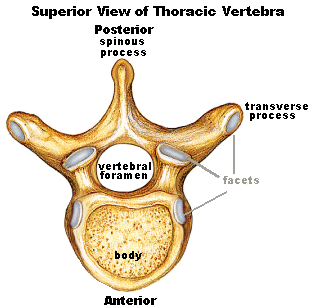 Superior View of Thoracic Vertebra
Posterior
spinous
process
transverse
process
vertebral
foramen
facets
body
Anterior